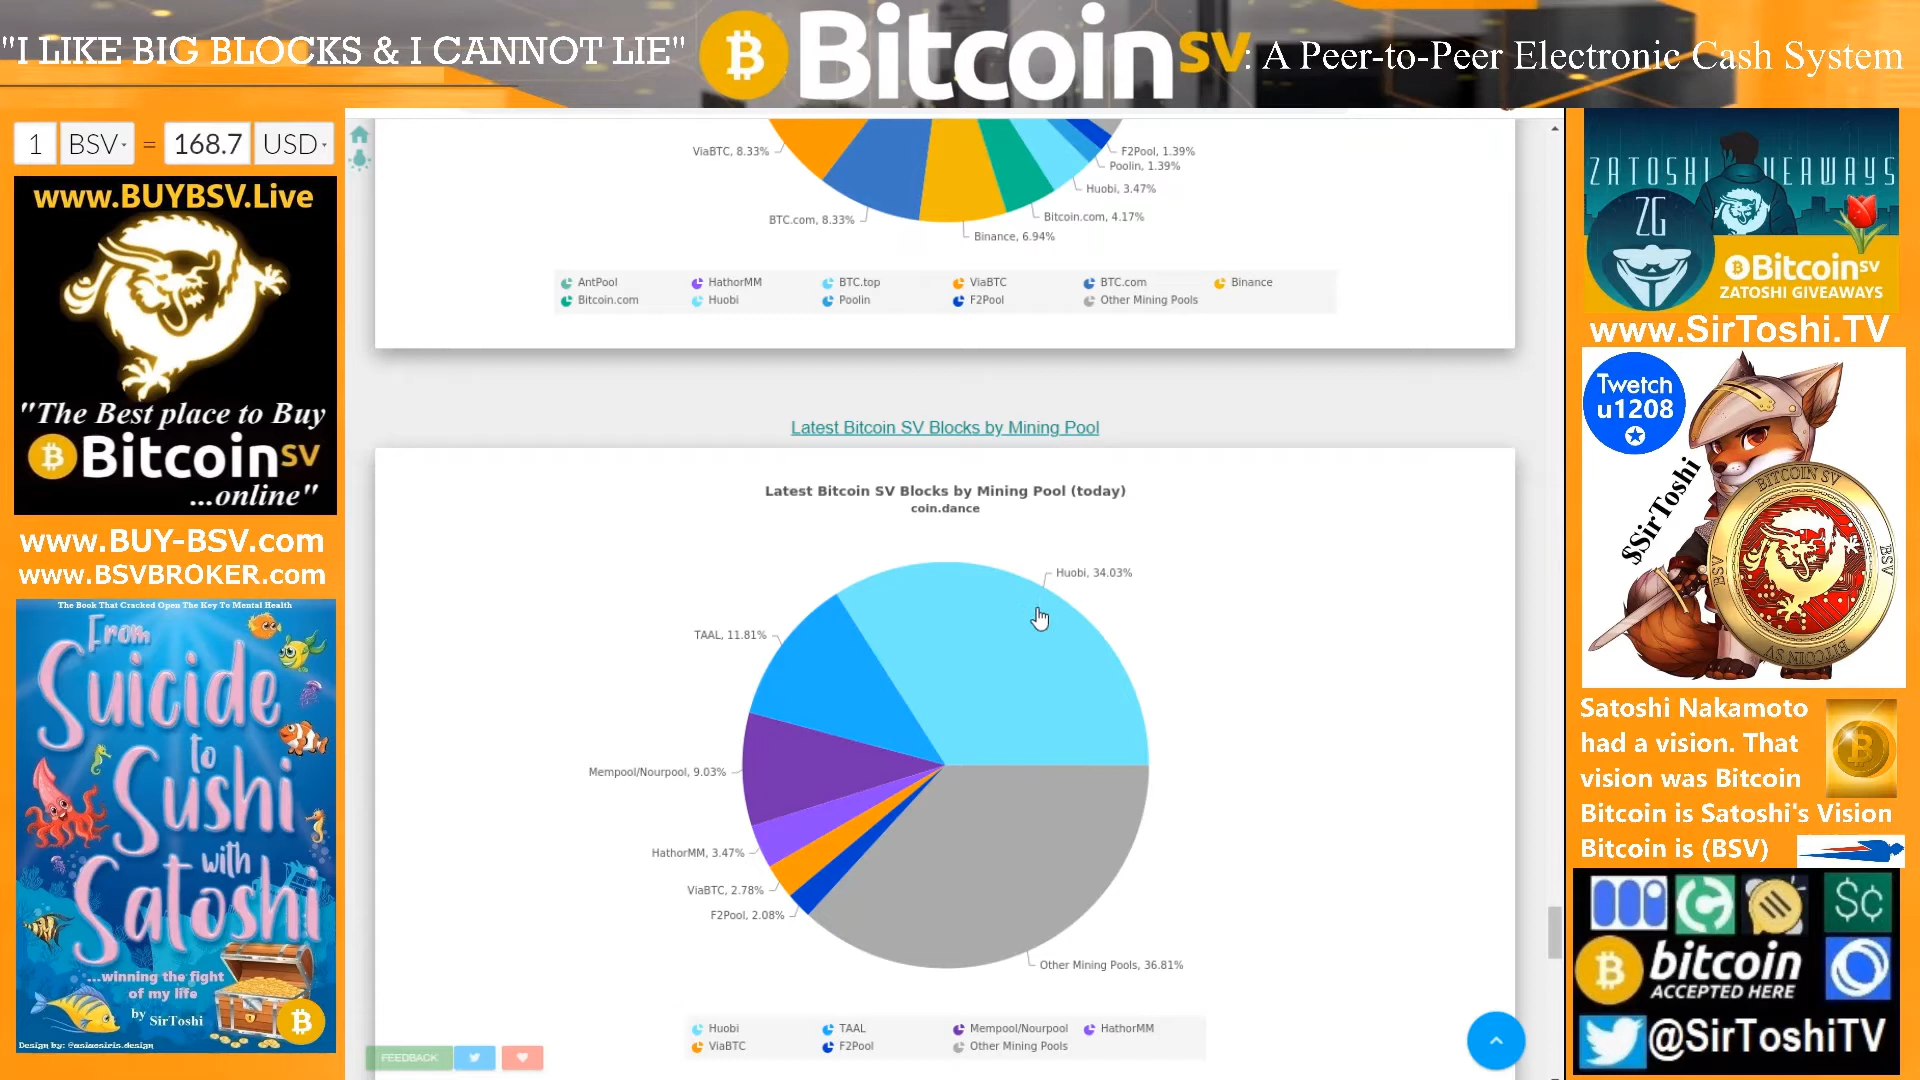 "I LIKE BIG BLOCKS & I CANNOT LIE"
BitcoinSV: A Peer-to-Peer Electronic Cash System
1 BSV = 168.7 USD
www.BUYBSV.Live
"The Best place to Buy
BitcoinSV
...online"
www.BUY-BSV.com
www.BSVBROKER.com
The Book That Cracked Open The Key To Mental Health
From
Suicide
to
Sushi
with
Satoshi
...winning the fight
of my life
by SirToshi
Design by: @asiaosiris.design
ViaBTC, 8.33%
BTC.com, 8.33%
Binance, 6.94%
Bitcoin.com, 4.17%
Huobi, 3.47%
Poolin, 1.39%
F2Pool, 1.39%
AntPool HathorMM BTC.top ViaBTC BTC.com Binance
Bitcoin.com Huobi Poolin F2Pool Other Mining Pools
Latest Bitcoin SV Blocks by Mining Pool
Latest Bitcoin SV Blocks by Mining Pool (today)
coin.dance
Huobi, 34.03%
TAAL, 11.81%
Mempool/Nourpool, 9.03%
HathorMM, 3.47%
ViaBTC, 2.78%
F2Pool, 2.08%
Other Mining Pools, 36.81%
Huobi TAAL Mempool/Nourpool HathorMM
ViaBTC F2Pool Other Mining Pools
FEEDBACK
ZG
BitcoinSV
ZATOSHI GIVEAWAYS
www.SirToshi.TV
Twetch
u1208
$SirToshi
BITCOIN SV
BSV
BSV
BITCOIN SV
Satoshi Nakamoto
had a vision. That
vision was Bitcoin
Bitcoin is Satoshi's Vision
Bitcoin is (BSV)
$¢
bitcoin
ACCEPTED HERE
@SirToshiTV